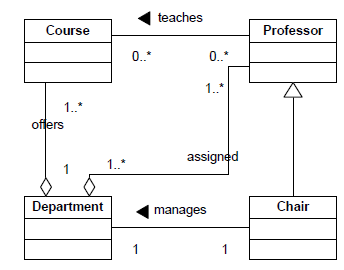 teaches
Course
Professor
0..*
0..*
1..*
1..*
offers
assigned
1
1..*
Department
manages
Chair
1
1